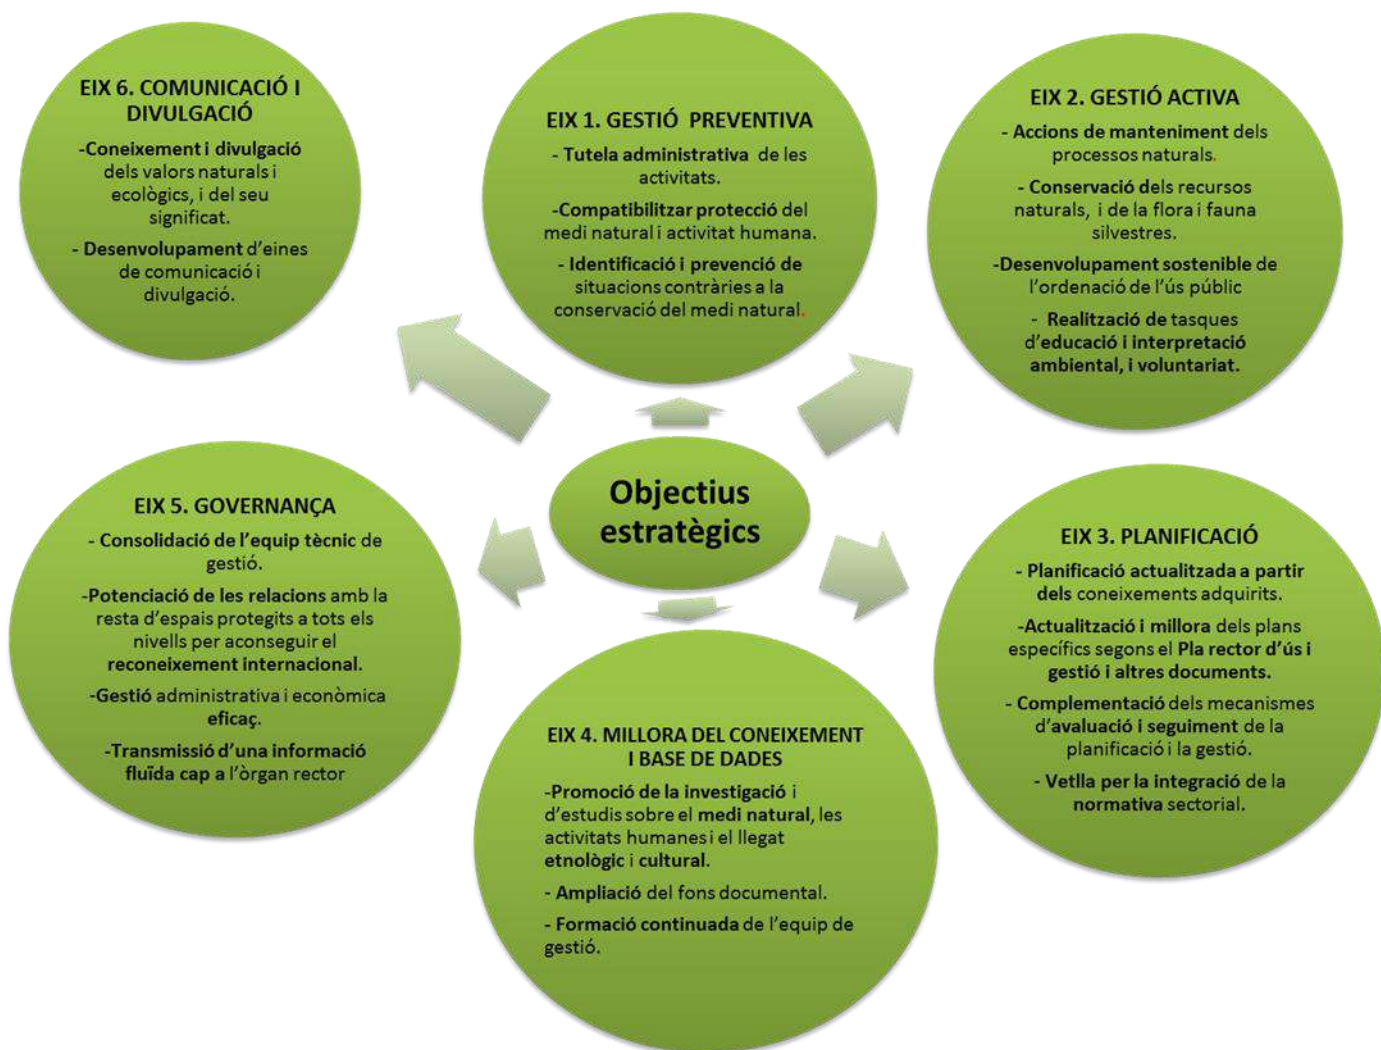 EIX 6. COMUNICACIÓ I
DIVULGACIÓ
-Coneixement i divulgació
dels valors naturals i
ecològics, i del seu
significat.
- Desenvolupament d'eines
de comunicació i
divulgació.
EIX 1. GESTIÓ PREVENTIVA
- Tutela administrativa de les
activitats.
-Compatibilitzar protecció del
medi natural i activitat humana.
- Identificació i prevenció de
situacions contràries a la
conservació del medi natural.
EIX 2. GESTIÓ ACTIVA
- Accions de manteniment dels
processos naturals.
- Conservació dels recursos
naturals, i de la flora i fauna
silvestres.
-Desenvolupament sostenible de
l'ordenació de l'ús públic
- Realització de tasques
d'educació i interpretació
ambiental, i voluntariat.
Objectius
estratègics
EIX 5. GOVERNANÇA
- Consolidació de l'equip tècnic de
gestió.
-Potenciació de les relacions amb la
resta d'espais protegits a tots els
nivells per aconseguir el
reconeixement internacional.
-Gestió administrativa i econòmica
eficaç.
-Transmissió d'una informació
fluïda cap a l'òrgan rector
EIX 3. PLANIFICACIÓ
- Planificació actualitzada a partir
dels coneixements adquirits.
-Actualització i millora dels plans
específics segons el Pla rector d'ús i
gestió i altres documents.
- Complementació dels mecanismes
d'avaluació i seguiment de la
planificació i la gestió.
- Vetlla per la integració de la
normativa sectorial.
EIX 4. MILLORA DEL CONEIXEMENT
I BASE DE DADES
-Promoció de la investigació i
d'estudis sobre el medi natural, les
activitats humanes i el llegat
etnològic i cultural.
- Ampliació del fons documental.
- Formació continuada de l'equip de
gestió.